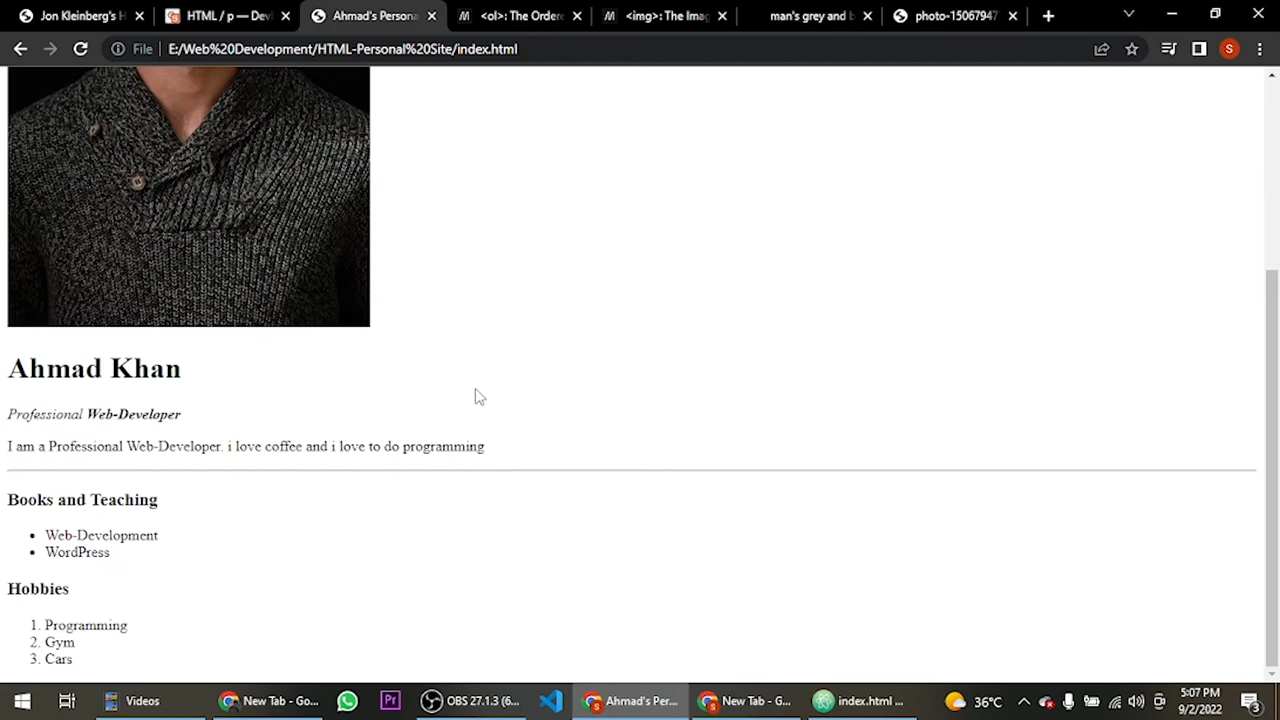 Jon Kleinberg's H
HTML / p — Devl
Ahmad's Persona
<ol>: The Ordere
<img>: The Imag
man's grey and b
photo-15067947
File
E:/Web%20Development/HTML-Personal%20Site/index.html
S
Ahmad Khan
Professional Web-Developer
I am a Professional Web-Developer. i love coffee and i love to do programming
Books and Teaching
• Web-Development
• WordPress
Hobbies
1. Programming
2. Gym
3. Cars
Videos
New Tab - Go...
Pr
OBS 27.1.3 (6...
Ahmad's Per...
New Tab - G...
index.html ...
36°C
5:07 PM
9/2/2022
3